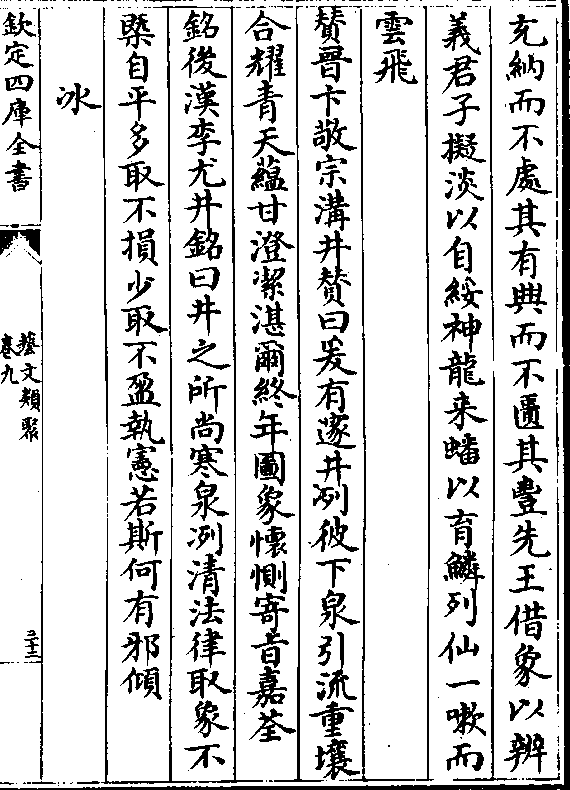 充納而不處其有與而不匱其豊先王借象以辨
義君子擬淡以自綏神龍来蟠以育鱗列仙一嗽而
雲飛
賛晉卞敬宗溝井賛曰爰有邃井冽彼下泉引流重壤
合耀青天藴甘澄潔湛爾終年圖象懐惻寄昔嘉荃
銘後漢李尤井銘曰井之所尚寒泉冽清法律取象不
槩自平多取不損少取不盈執憲若斯何有邪傾
冰
欽定四庫全書
藝文類聚
卷九
三十三